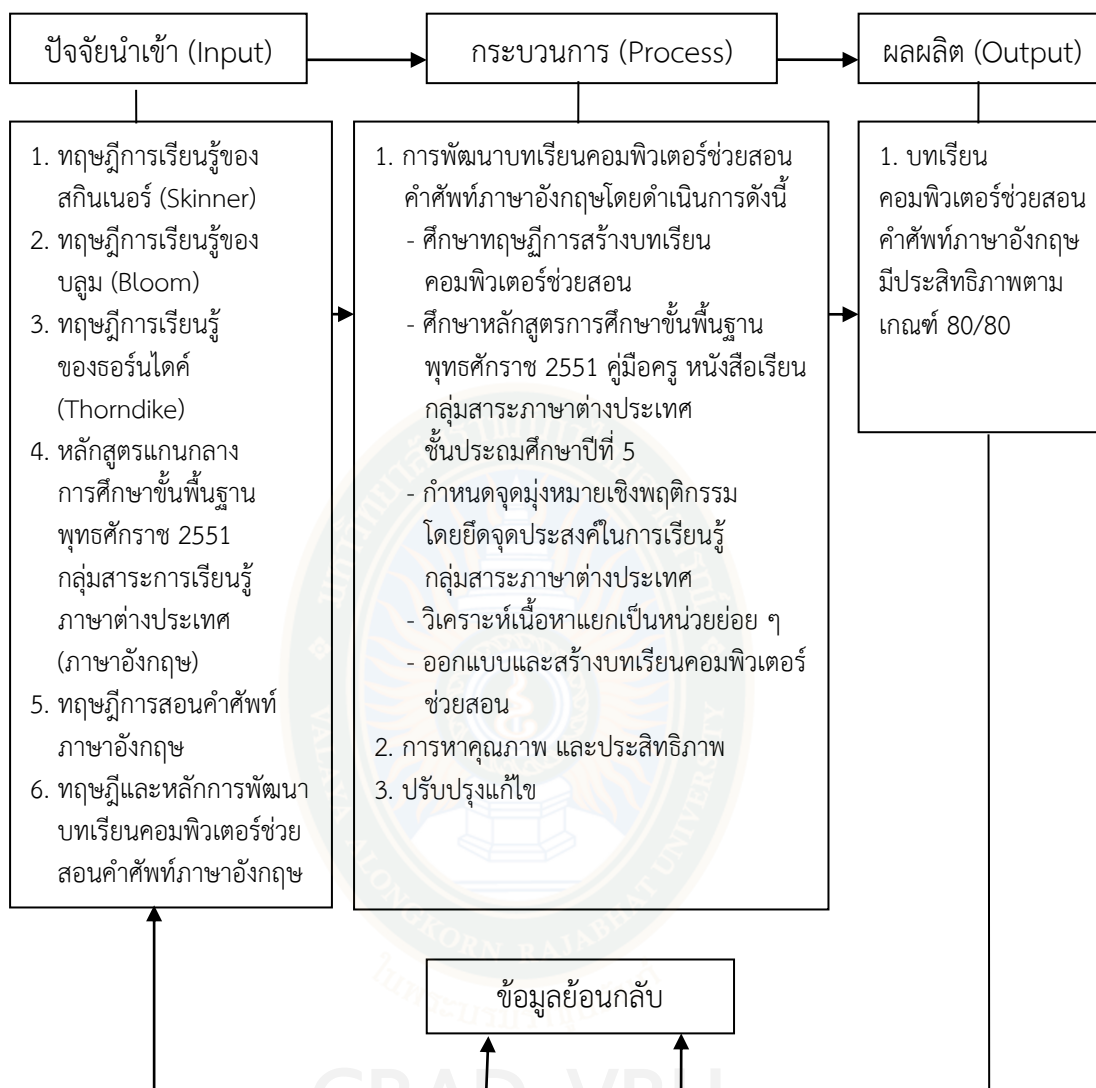 ปัจจัยนำเข้า (Input)
กระบวนการ (Process)
ผลผลิต (Output)
1. ทฤษฎีการเรียนรู้ของ
สกินเนอร์ (Skinner)
2. ทฤษฎีการเรียนรู้ของ
บลูม (Bloom)
3. ทฤษฎีการเรียนรู้
ของธอร์นไดค์
(Thorndike)
4. หลักสูตรแกนกลาง
การศึกษาขั้นพื้นฐาน
พุทธศักราช 2551
กลุ่มสาระการเรียนรู้
ภาษาต่างประเทศ
(ภาษาอังกฤษ)
5. ทฤษฎีการสอนคำศัพท์
ภาษาอังกฤษ
6. ทฤษฎีและหลักการพัฒนา
บทเรียนคอมพิวเตอร์ช่วย
สอนคำศัพท์ภาษาอังกฤษ
1. การพัฒนาบทเรียนคอมพิวเตอร์ช่วยสอน
คำศัพท์ภาษาอังกฤษโดยดำเนินการดังนี้
- ศึกษาทฤษฎีการสร้างบทเรียน
คอมพิวเตอร์ช่วยสอน
- ศึกษาหลักสูตรการศึกษาขั้นพื้นฐาน
พุทธศักราช 2551 คู่มือครู หนังสือเรียน
กลุ่มสาระภาษาต่างประเทศ
ชั้นประถมศึกษาปีที่ 5
- กำหนดจุดมุ่งหมายเชิงพฤติกรรม
โดยยึดจุดประสงค์ในการเรียนรู้
กลุ่มสาระภาษาต่างประเทศ
- วิเคราะห์เนื้อหาแยกเป็นหน่วยย่อย ๆ
- ออกแบบและสร้างบทเรียนคอมพิวเตอร์
ช่วยสอน
2. การหาคุณภาพ และประสิทธิภาพ
3. ปรับปรุงแก้ไข
1. บทเรียน
คอมพิวเตอร์ช่วยสอน
คำศัพท์ภาษาอังกฤษ
มีประสิทธิภาพตาม
เกณฑ์ 80/80
ข้อมูลย้อนกลับ
VALAYA ALONGKORN RAJABHAT UNIVERSITY
GRAD VRU